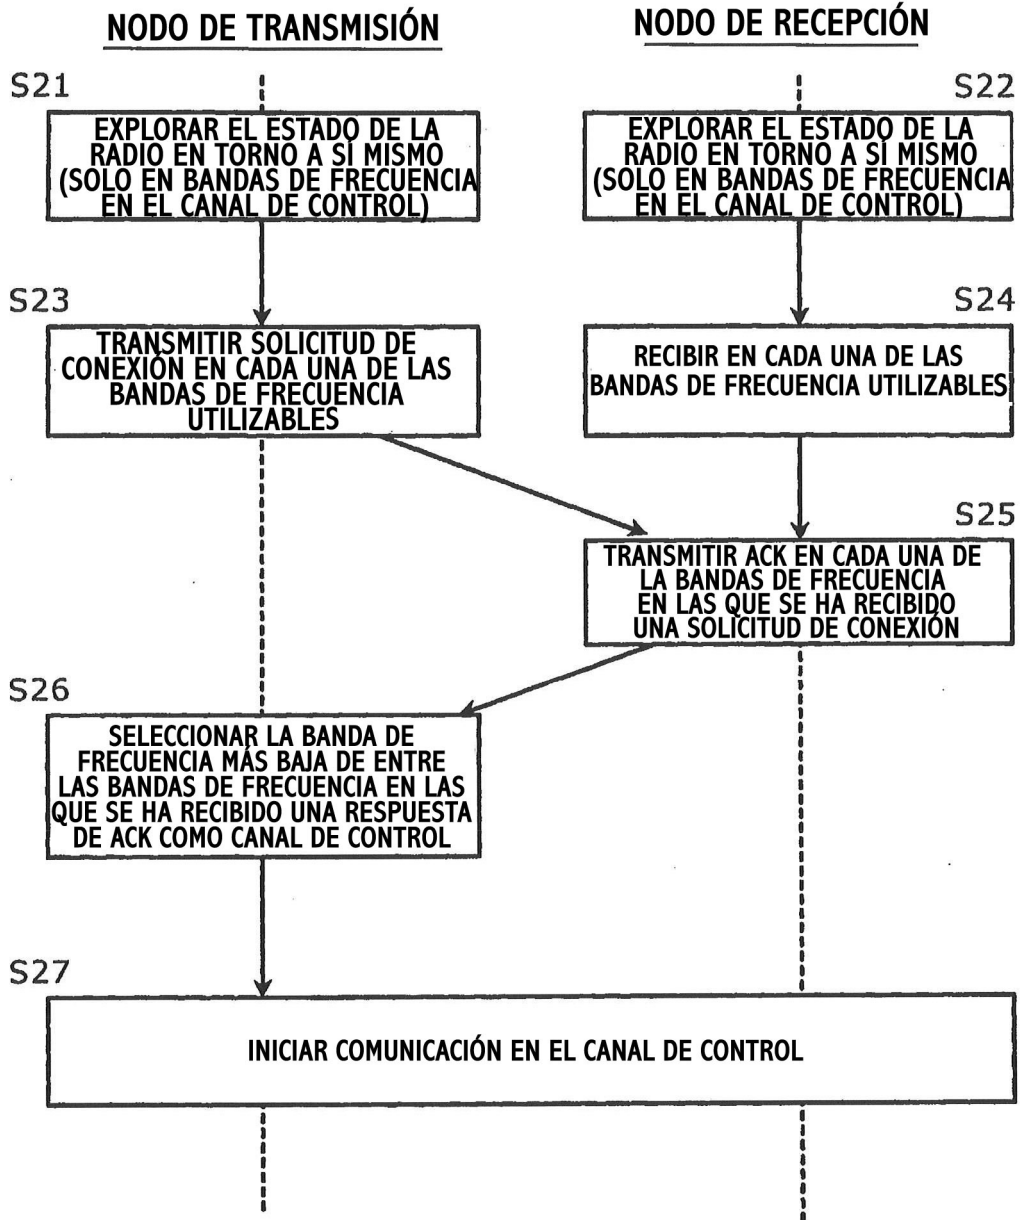 NODO DE TRANSMISIÓN
NODO DE RECEPCIÓN
S21
S22
EXPLORAR EL ESTADO DE LA
RADIO EN TORNO A SÍ MISMO
(SOLO EN BANDAS DE FRECUENCIA
EN EL CANAL DE CONTROL)
EXPLORAR EL ESTADO DE LA
RADIO EN TORNO A SÍ MISMO
(SOLO EN BANDAS DE FRECUENCIA
EN EL CANAL DE CONTROL)
S23
S24
TRANSMITIR SOLICITUD DE
CONEXIÓN EN CADA UNA DE LAS
BANDAS DE FRECUENCIA
UTILIZABLES
RECIBIR EN CADA UNA DE LAS
BANDAS DE FRECUENCIA UTILIZABLES
S25
TRANSMITIR ACK EN CADA UNA DE
LA BANDAS DE FRECUENCIA
EN LAS QUE SE HA RECIBIDO
UNA SOLICITUD DE CONEXIÓN
S26
SELECCIONAR LA BANDA DE
FRECUENCIA MÁS BAJA DE ENTRE
LAS BANDAS DE FRECUENCIA EN LAS
QUE SE HA RECIBIDO UNA RESPUESTA
DE ACK COMO CANAL DE CONTROL
S27
INICIAR COMUNICACIÓN EN EL CANAL DE CONTROL